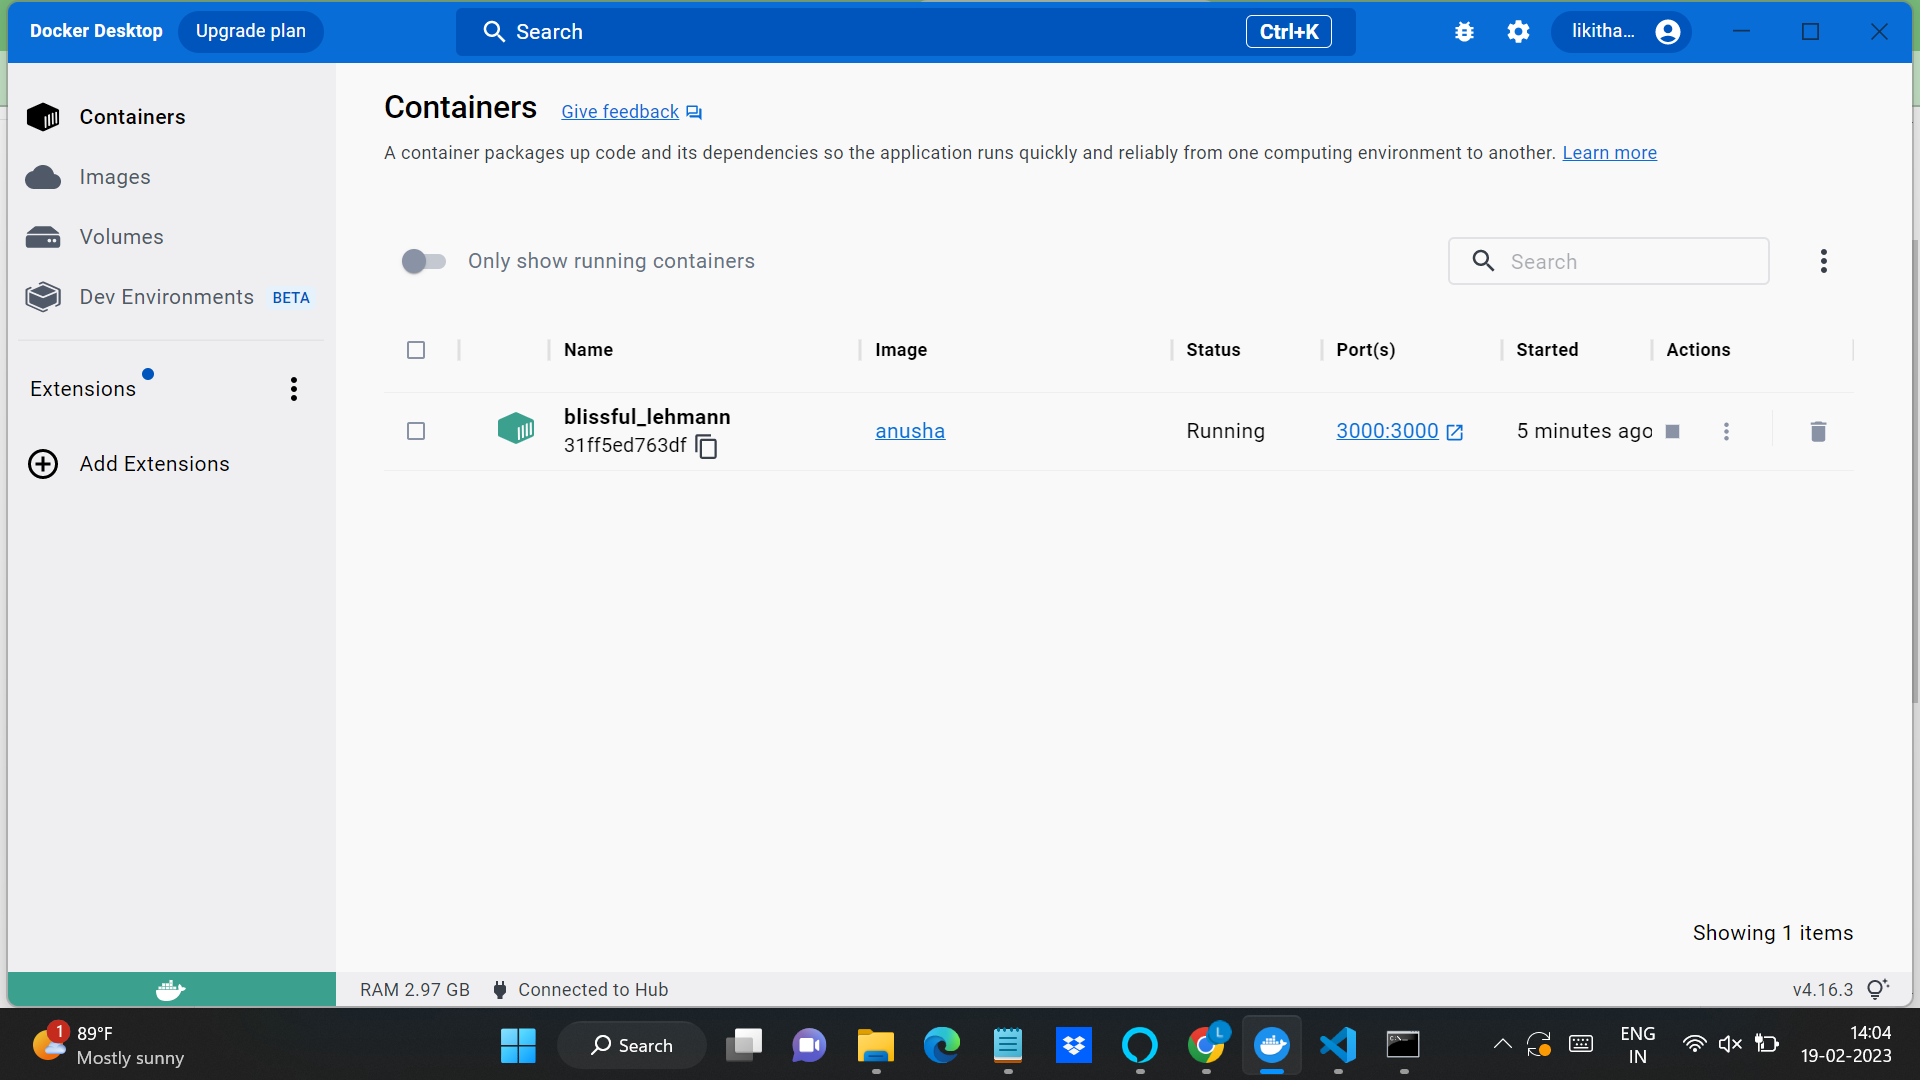 Docker Desktop
Upgrade plan
Search
Ctrl+K
likitha...
Containers
Images
Volumes
Dev Environments BETA
Extensions
Add Extensions
Containers
Give feedback
A container packages up code and its dependencies so the application runs quickly and reliably from one computing environment to another. Learn more
Only show running containers
Search
Name Image Status Port(s) Started Actions
blissful_lehmann
31ff5ed763df
anusha
Running
3000:3000
5 minutes ago
Showing 1 items
RAM 2.97 GB Connected to Hub
v4.16.3
1
89°F
Mostly sunny
Search
L
ENG
IN
14:04
19-02-2023